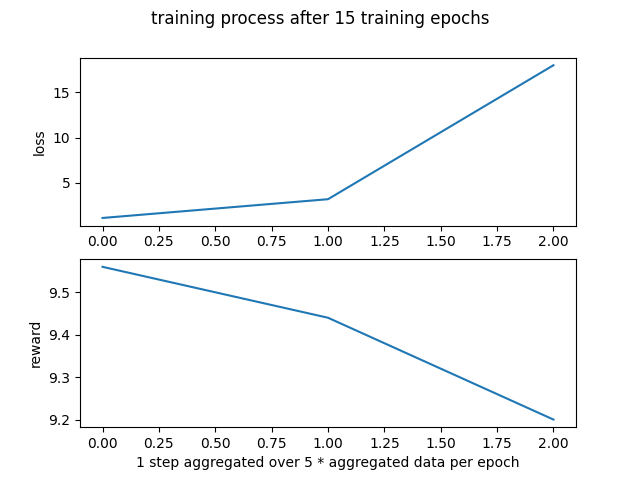 training process after 15 training epochs
15
10
5
loss
0.00 0.25 0.50 0.75 1.00 1.25 1.50 1.75 2.00
9.5
9.4
9.3
9.2
reward
0.00 0.25 0.50 0.75 1.00 1.25 1.50 1.75 2.00
1 step aggregated over 5 * aggregated data per epoch